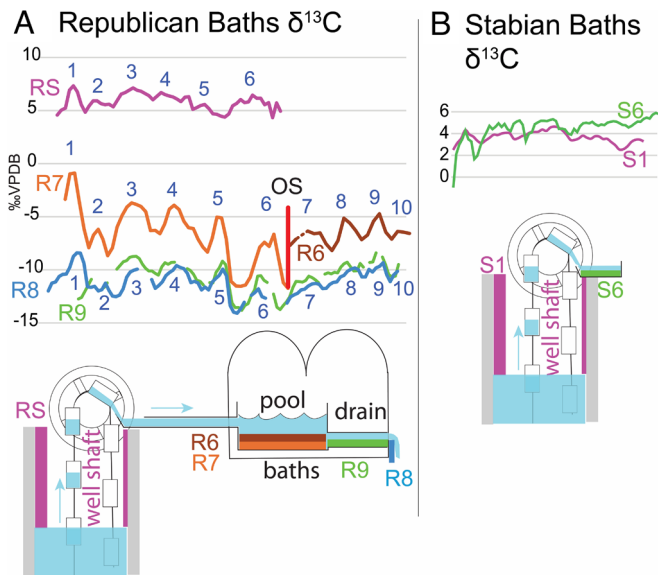 A Republican Baths δ¹³C
10
RS
1 2 3 4 5 6
5
0
‰VPDB
1
R7
OS
2 3 4 5 6 7 8 9 10
-5
R6
-10
R8
1 2 3 4 5 6 7 8 9 10
R9
-15
RS
well shaft
pool
drain
R6
R7
baths
R9
R8
B Stabian Baths
δ¹³C
6
S6
4
2
S1
0
S1
S6
well shaft